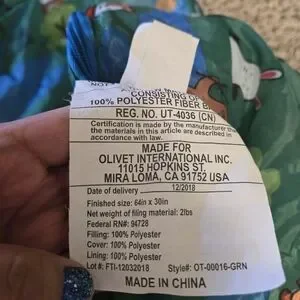 CONSISTING OF
100% POLYESTER FIBER B
REG. NO. UT-4036 (CN)
Certification is made by the manufacturer that
the materials in this article are described in
accordance with law.
MADE FOR
OLIVET INTERNATIONAL INC.
11015 HOPKINS ST.
MIRA LOMA, CA 91752 USA
Date of delivery 12/2018
Finished size: 64in x 30in
Net weight of filing material: 2lbs
Federal RN#: 94728
Filling: 100% Polyester
Cover: 100% Polyester
Lining: 100% Polyester
Lot #: FTI-12032018 Style#: OT-00016-GRN
MADE IN CHINA